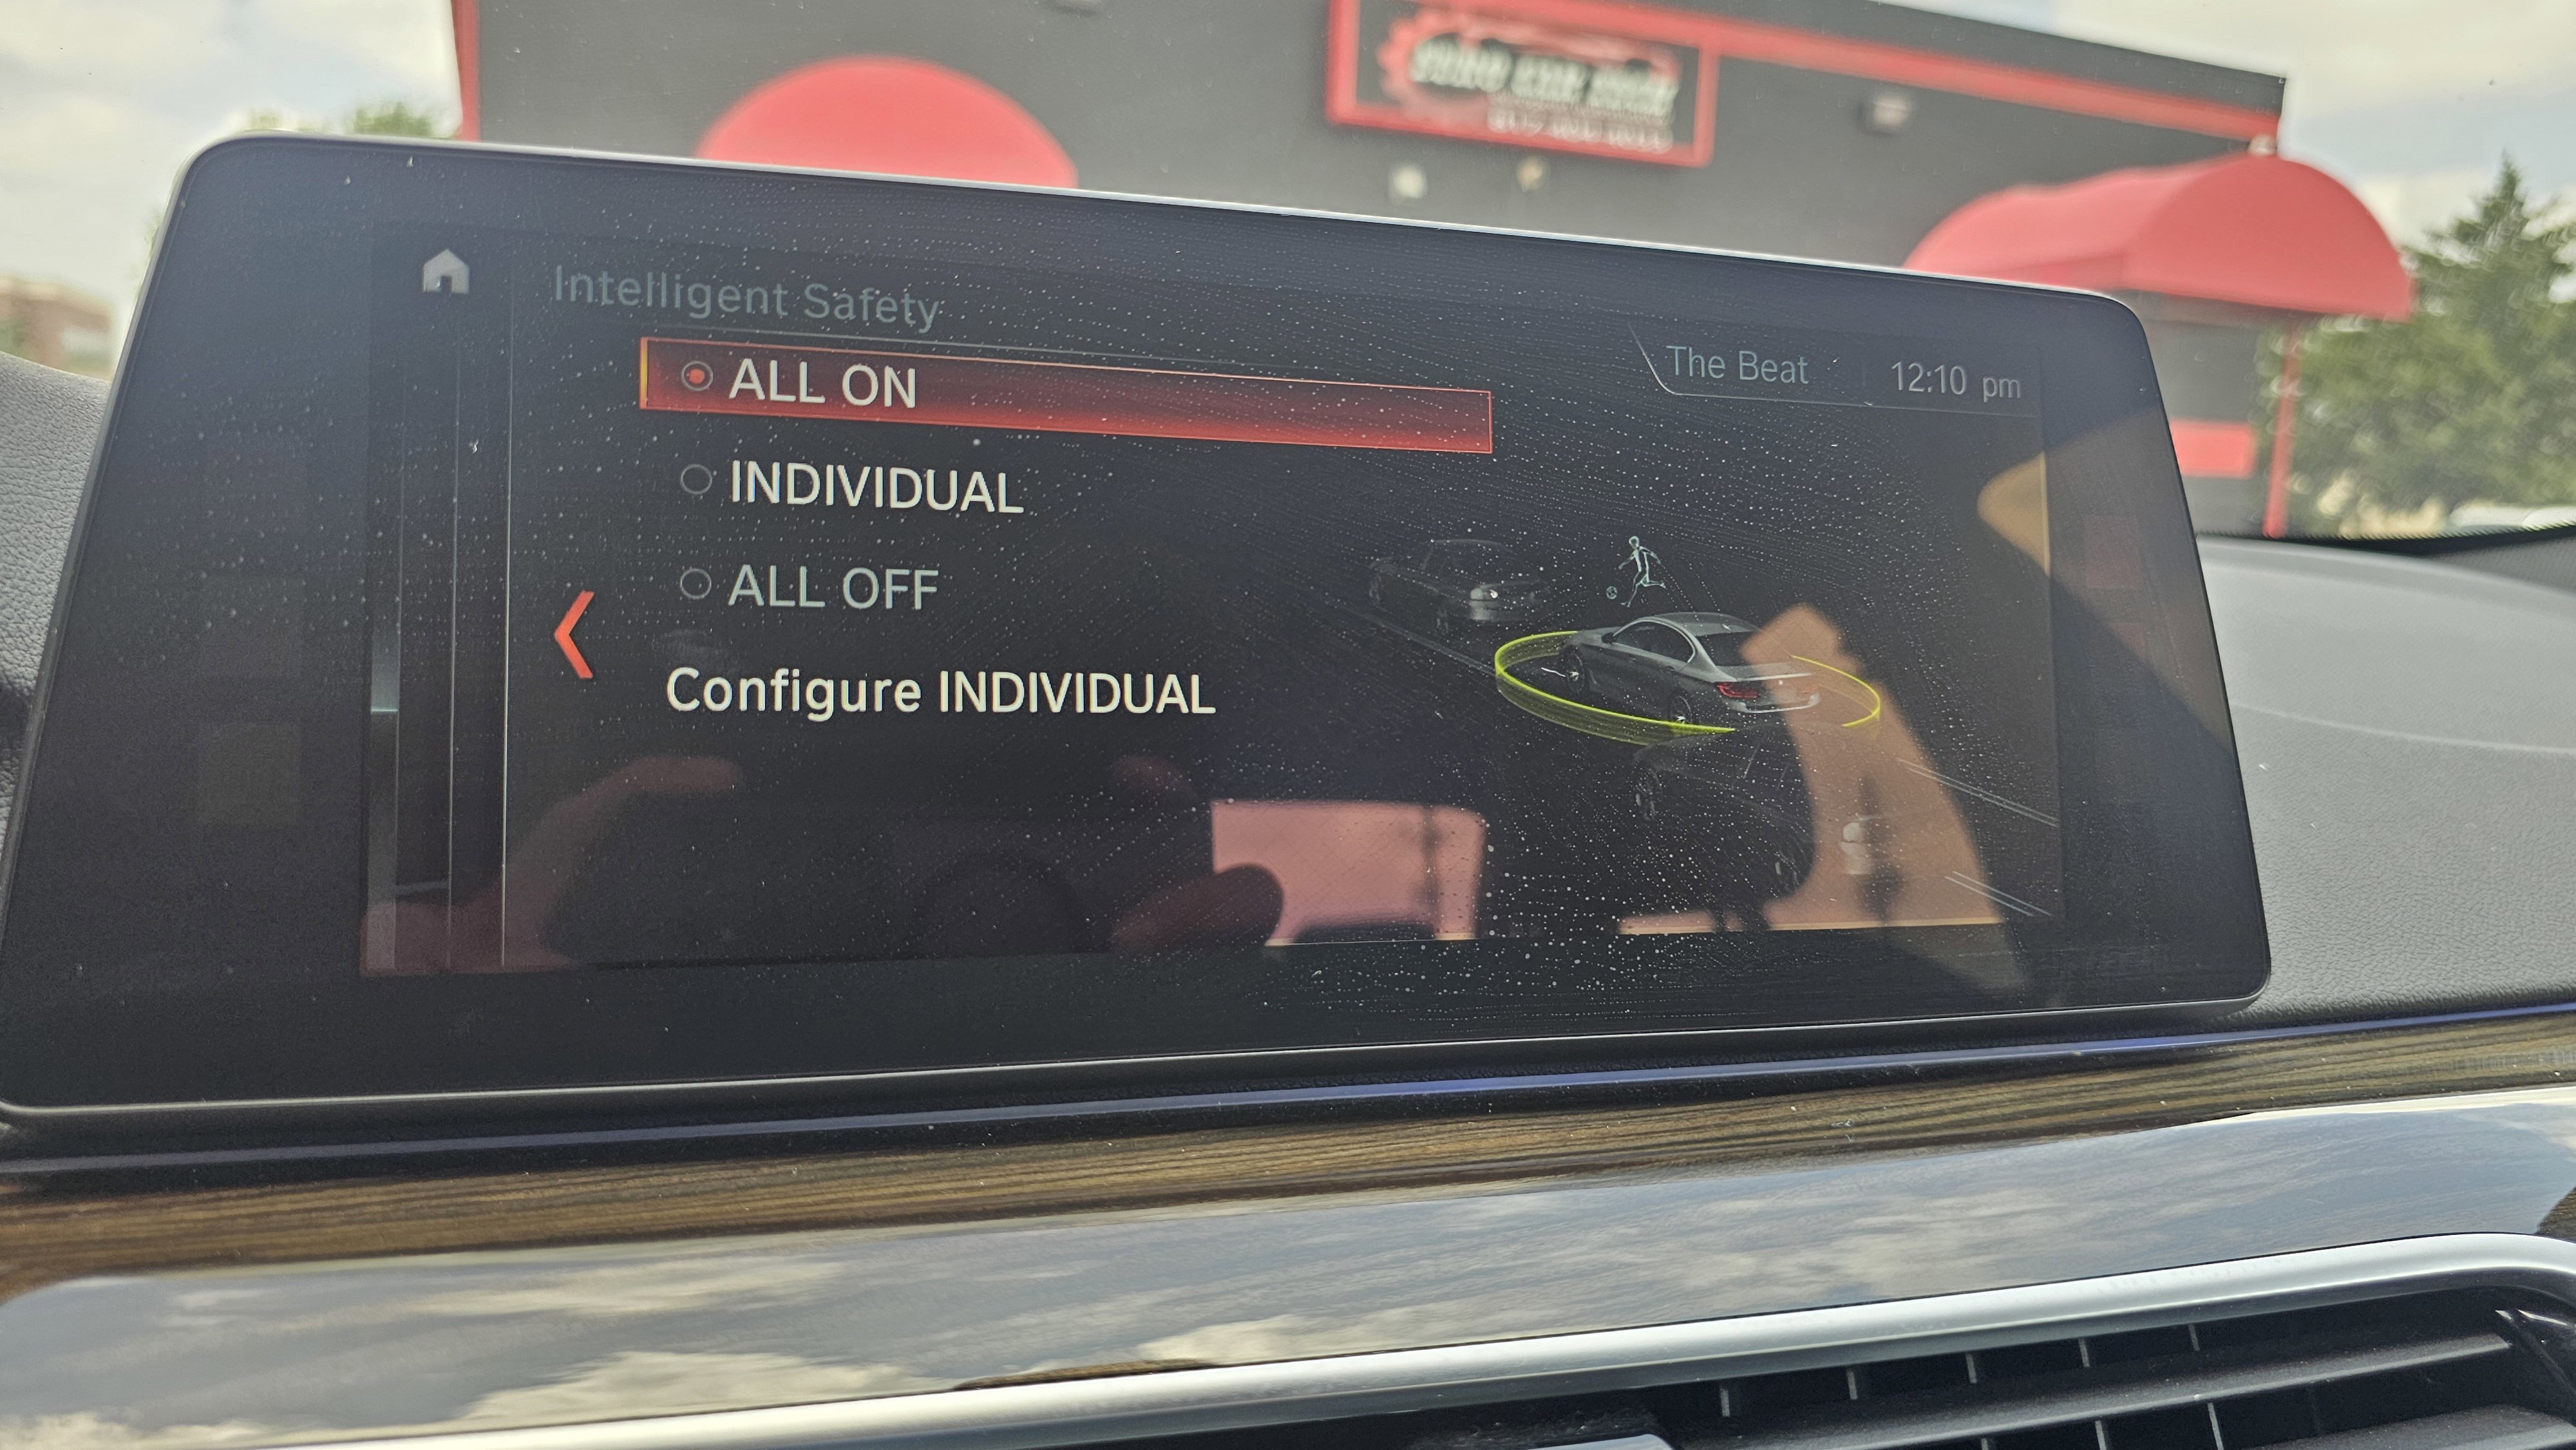 Intelligent Safety
The Beat
12:10 pm
ALL ON
INDIVIDUAL
ALL OFF
Configure INDIVIDUAL